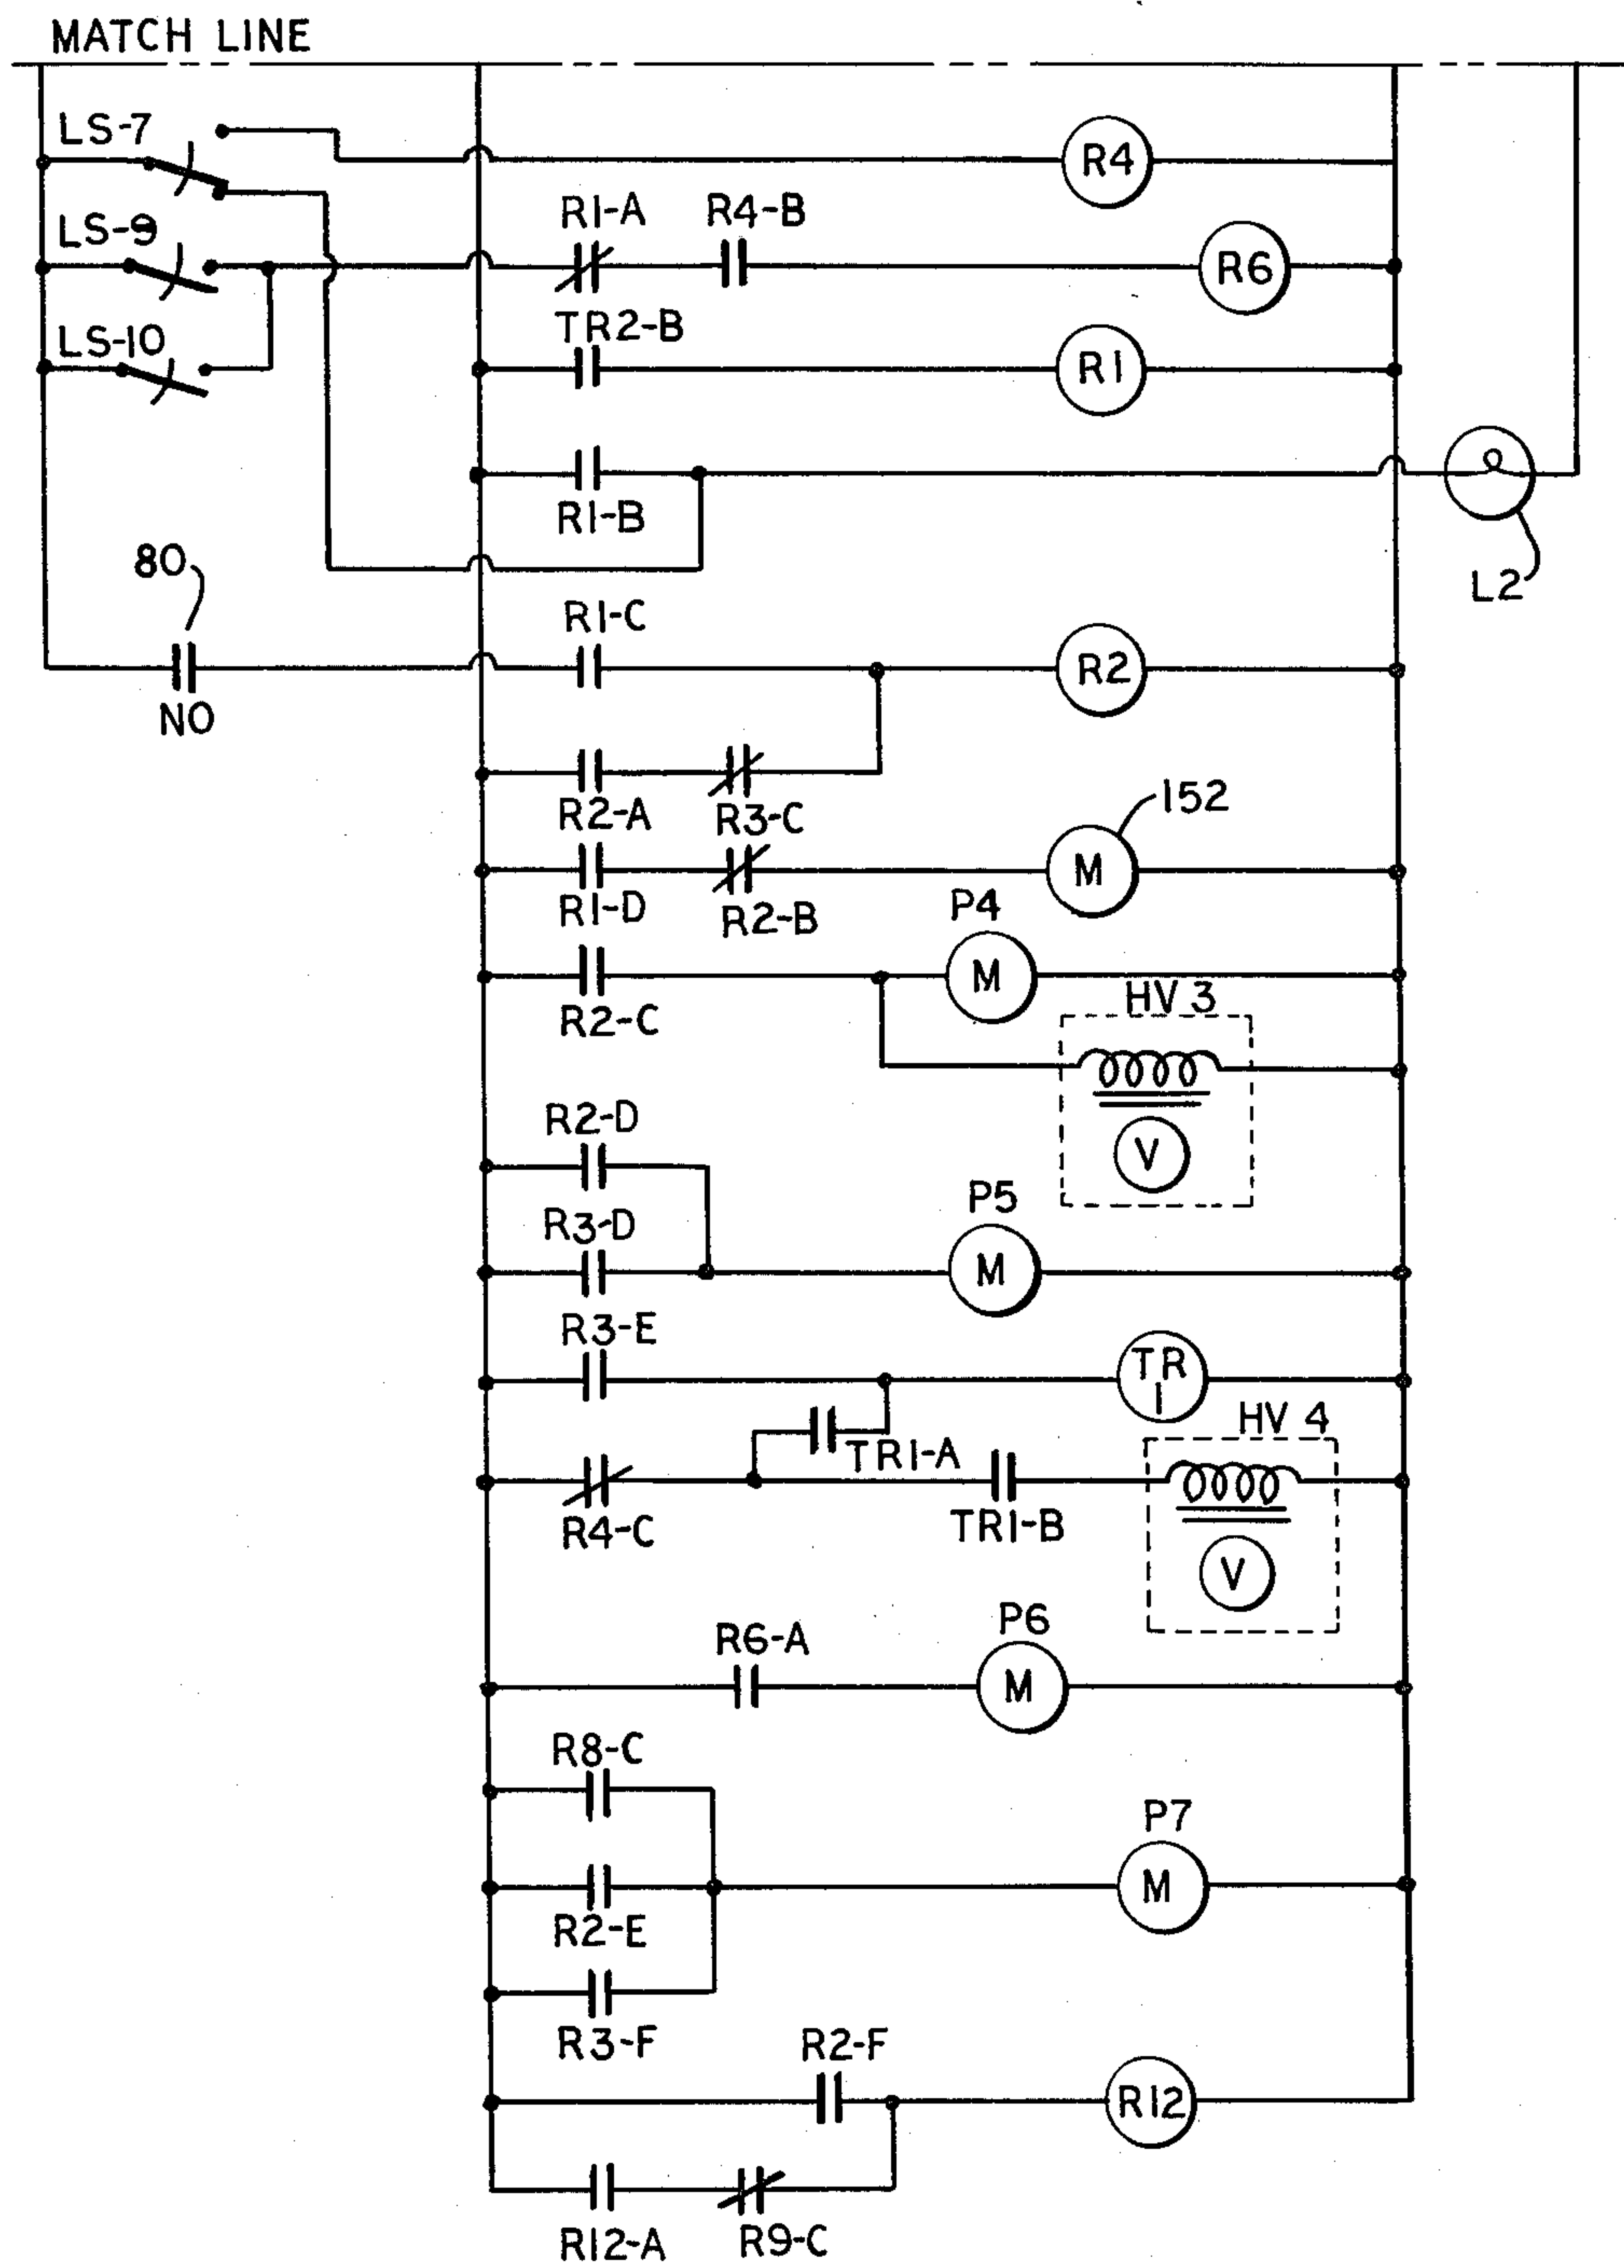 MATCH LINE
LS-7
R4
R1-A
R4-B
LS-9
R6
TR2-B
LS-10
R1
R1-B
L2
80
NO
R1-C
R2
R2-A
R3-C
152
M
R1-D
R2-B
P4
M
R2-C
HV 3
V
R2-D
R3-D
P5
M
R3-E
TR
1
TR1-A
HV 4
R4-C
TR1-B
V
R6-A
P6
M
R8-C
P7
M
R2-E
R3-F
R2-F
R12
R12-A
R9-C